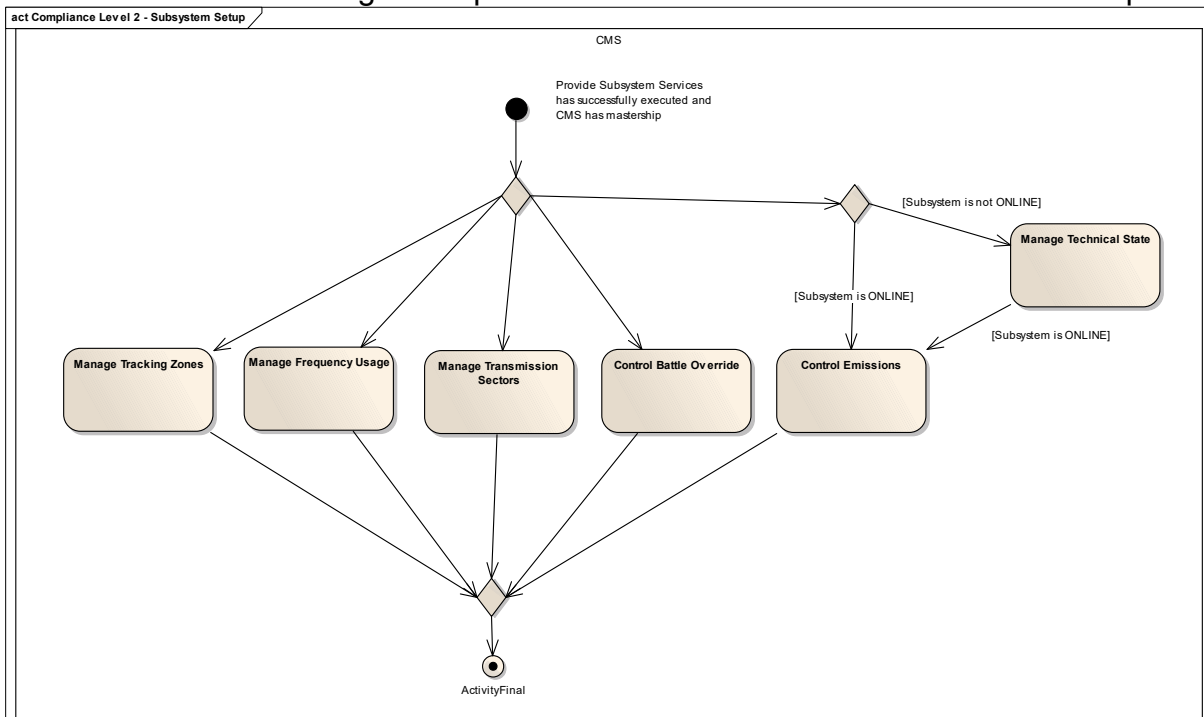 act Compliance Level 2 - Subsystem Setup
CMS
Provide Subsystem Services
has successfully executed and
CMS has mastership
[Subsystem is not ONLINE]
Manage Technical State
[Subsystem is ONLINE]
[Subsystem is ONLINE]
Manage Tracking Zones
Manage Frequency Usage
Manage Transmission
Sectors
Control Battle Override
Control Emissions
ActivityFinal